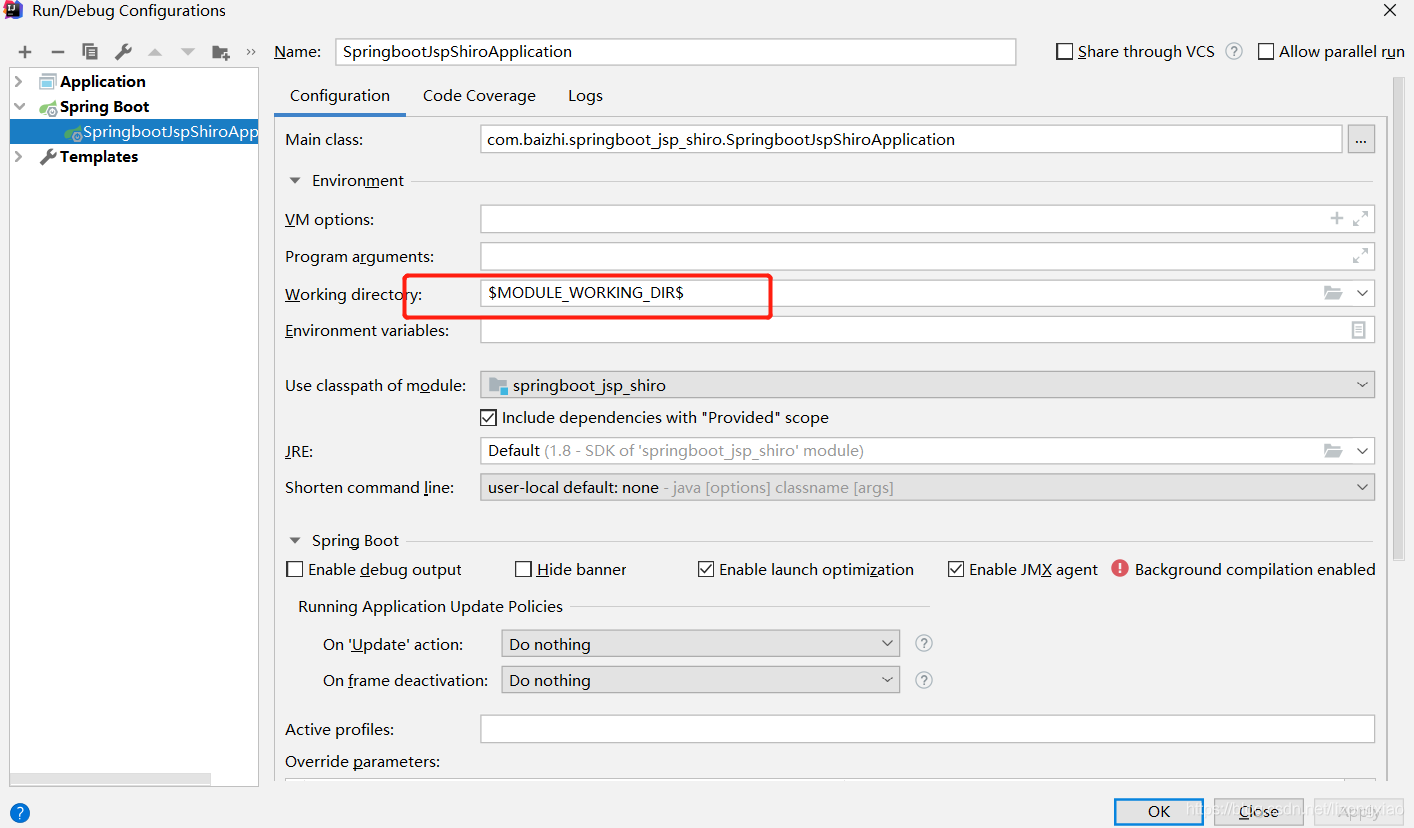 Run/Debug Configurations
Name: SpringbootJspShiroApplication Share through VCS ? Allow parallel run
Application
Spring Boot
SpringbootJspShiroApp
Templates
Configuration Code Coverage Logs
Main class: com.baizhi.springboot_jsp_shiro.SpringbootJspShiroApplication ...
Environment
VM options:
Program arguments:
Working directory: $MODULE_WORKING_DIR$
Environment variables:
Use classpath of module: springboot_jsp_shiro
Include dependencies with "Provided" scope
JRE: Default (1.8 - SDK of 'springboot_jsp_shiro' module)
Shorten command line: user-local default: none - java [options] classname [args]
Spring Boot
Enable debug output Hide banner Enable launch optimization Enable JMX agent ! Background compilation enabled
Running Application Update Policies
On 'Update' action: Do nothing ?
On frame deactivation: Do nothing ?
Active profiles:
Override parameters:
? OK Close Apply